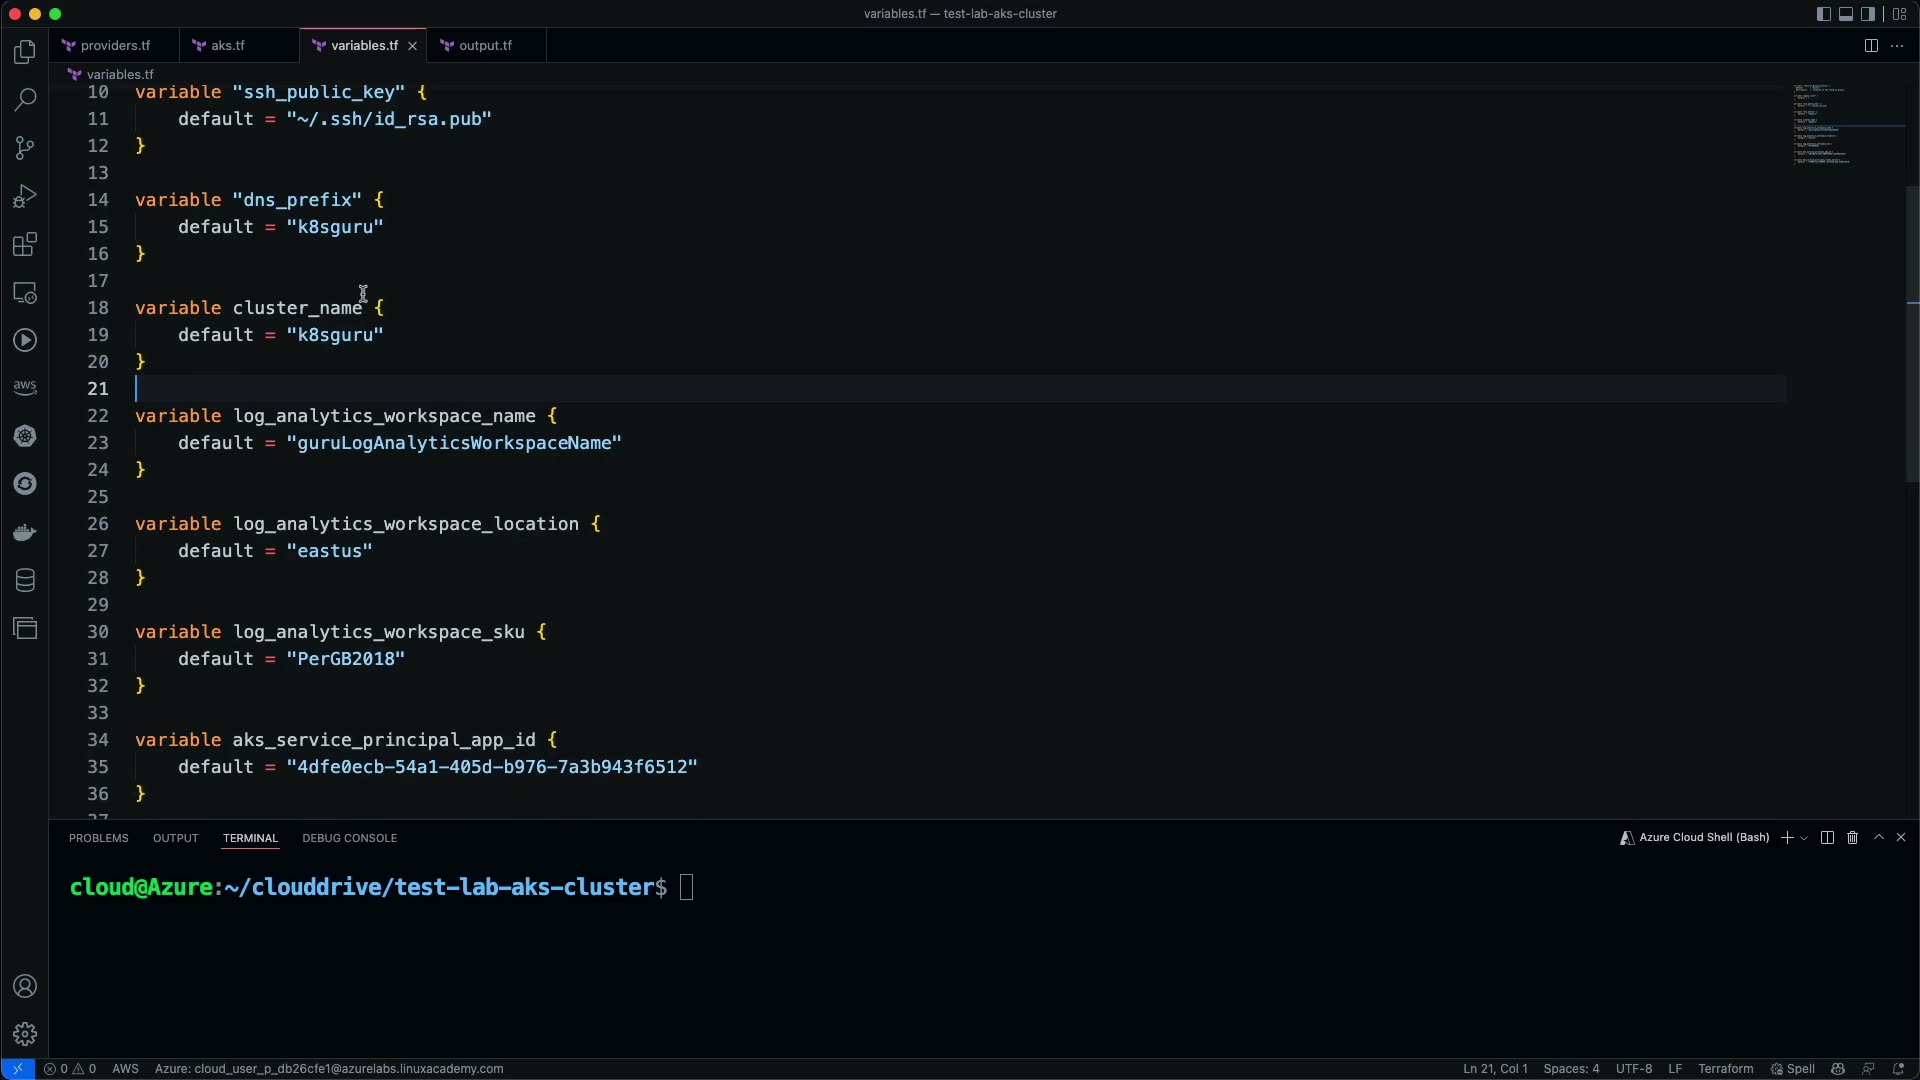 variables.tf — test-lab-aks-cluster
providers.tf
aks.tf
variables.tf
output.tf
variables.tf
10 variable "ssh_public_key" {
11 default = "~/.ssh/id_rsa.pub"
12 }
13
14 variable "dns_prefix" {
15 default = "k8sguru"
16 }
17
18 variable cluster_name {
19 default = "k8sguru"
20 }
21
22 variable log_analytics_workspace_name {
23 default = "guruLogAnalyticsWorkspaceName"
24 }
25
26 variable log_analytics_workspace_location {
27 default = "eastus"
28 }
29
30 variable log_analytics_workspace_sku {
31 default = "PerGB2018"
32 }
33
34 variable aks_service_principal_app_id {
35 default = "4dfe0ecb-54a1-405d-b976-7a3b943f6512"
36 }
37
aws
PROBLEMS OUTPUT TERMINAL DEBUG CONSOLE
Azure Cloud Shell (Bash)
cloud@Azure:~/clouddrive/test-lab-aks-cluster$
0 0 AWS Azure: cloud_user_p_db26cfe1@azurelabs.linuxacademy.com
Ln 21, Col 1 Spaces: 4 UTF-8 LF Terraform Spell